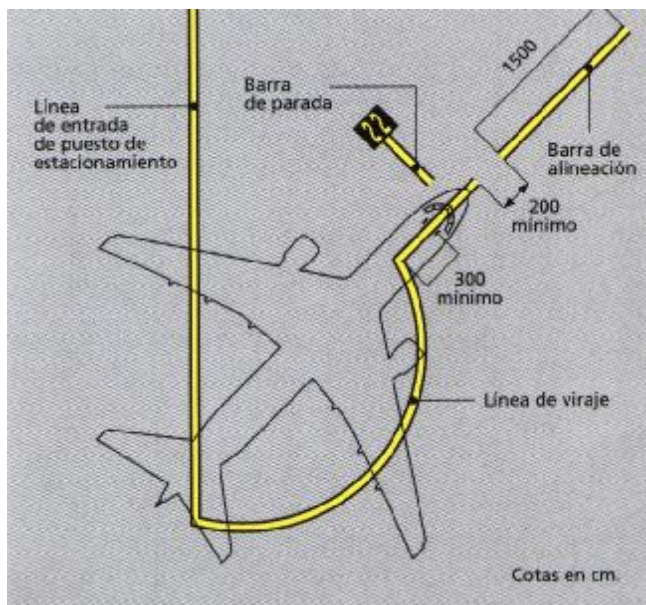 Línea
de entrada
de puesto de
estacionamiento
Barra
de parada
22
1500
Barra de
alineación
200
mínimo
300
mínimo
Línea de viraje
Cotas en cm.